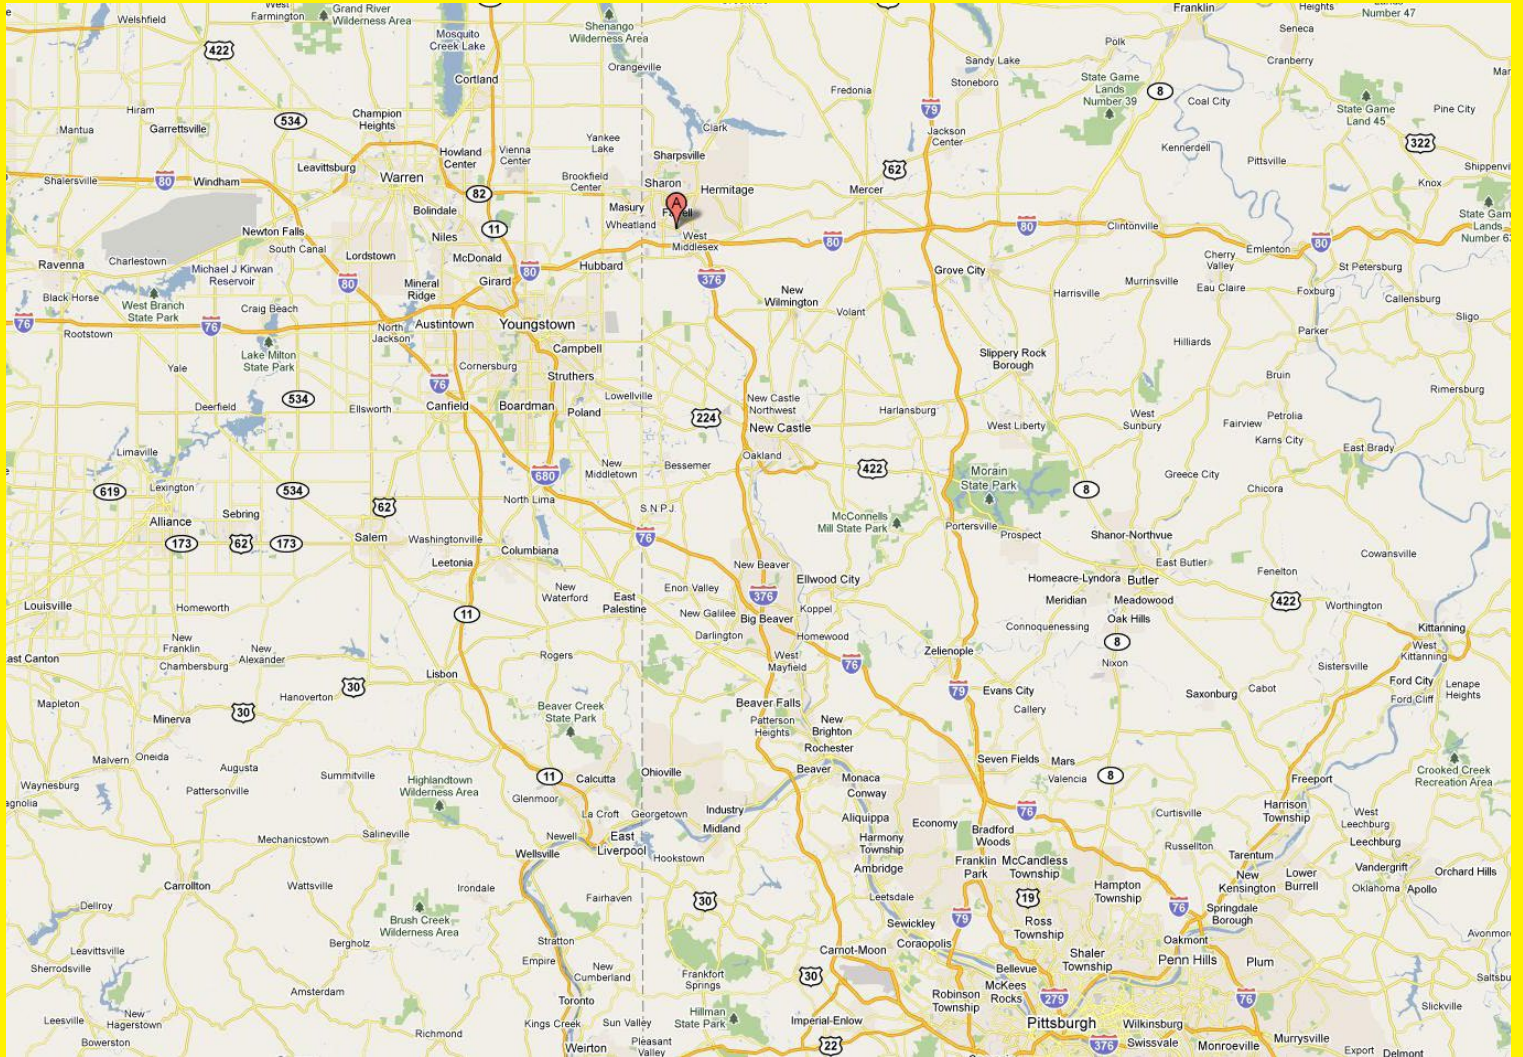 West
Farmington
Grand River
Wilderness Area
Welshfield
422
Mosquito
Creek Lake
Shenango
Wilderness Area
Orangeville
Cortland
Franklin
Heights
Number 47
Seneca
Polk
Cranberry
Sandy Lake
Stoneboro
State Game
Lands
Number 39
8
Fredonia
79
Coal City
State Game
Land 45
Pine City
Hiram
534
Champion
Heights
Mantua
Garrettsville
Clark
Jackson
Center
322
Yankee
Lake
Howland
Center
Vienna
Center
Sharpsville
Kennerdell
Pittsville
Leavittsburg
62
Shalersville
80
Windham
Warren
82
Brookfield
Center
Sharon
Hermitage
Mercer
Knox
A
Bolindale
Masury
Wheatland
11
Newton Falls
South Canal
Niles
West
Middlesex
80
80
Clintonville
Emlenton
80
Cherry
Valley
St Petersburg
Ravenna
Charlestown
Michael J Kirwan
Reservoir
Lordstown
McDonald
80
Hubbard
376
Grove City
80
Mineral
Ridge
Girard
Murrinsville
Eau Claire
Foxburg
Callensburg
Harrisville
New
Wilmington
Volant
Black Horse
West Branch
State Park
Craig Beach
76
Rootstown
76
North
Jackson
Austintown
Youngstown
Parker
Sligo
Hilliards
Campbell
Lake Milton
State Park
Cornersburg
Slippery Rock
Borough
Yale
Struthers
76
Bruin
Rimersburg
534
Lowellville
New Castle
Northwest
Deerfield
Ellsworth
Canfield
Boardman
Poland
224
Harlansburg
West
Sunbury
Petrolia
Fairview
New Castle
West Liberty
Karns City
East Brady
Limaville
Oakland
New
Middletown
Bessemer
422
Morain
State Park
Greece City
680
619
Lexington
534
Chicora
8
North Lima
62
S.N.P.J.
Alliance
Sebring
McConnells
Mill State Park
Portersville
Prospect
Shanor-Northvue
173
62
173
Salem
Washingtonville
76
Columbiana
Cowansville
Leetonia
New Beaver
East Butler
Fenelton
Ellwood City
Homeacre-Lyndora
Butler
New
Waterford
Enon Valley
376
East
Palestine
Meridian
Meadowood
422
Worthington
Louisville
Homeworth
11
New Galilee
Koppel
Big Beaver
Oak Hills
Connoquenessing
Kittanning
Darlington
Homewood
8
West
Kittanning
New
Franklin
New
Alexander
Rogers
West
Mayfield
76
Zelienople
Nixon
Sistersville
Chambersburg
Lisbon
30
79
Evans City
Saxonburg
Cabot
Ford City
Ford Cliff
Lenape
Heights
Hanoverton
Mapleton
Minerva
30
Beaver Creek
State Park
Beaver Falls
Patterson
Heights
New
Brighton
Callery
Rochester
Malvern
Oneida
Augusta
Summitville
Highlandtown
Wilderness Area
11
Calcutta
Ohioville
Beaver
Monaca
Conway
Seven Fields
Mars
Valencia
8
Freeport
Crooked Creek
Recreation Area
Waynesburg
Pattersonville
Glenmoor
La Croft
Georgetown
Industry
Midland
Aliquippa
76
Harrison
Township
Curtisville
West
Leechburg
Economy
Bradford
Woods
Mechanicstown
Salineville
Newell
East
Liverpool
Harmony
Township
Russellton
Leechburg
Wellsville
Hookstown
Ambridge
Franklin
Park
McCandless
Township
Tarentum
Vandergrift
Carrollton
Wattsville
Irondale
Fairhaven
30
Leetsdale
19
Hampton
Township
New
Kensington
Lower
Burrell
Orchard Hills
Oklahoma
Apollo
Dellroy
Brush Creek
Wilderness Area
79
Sewickley
Ross
Township
76
Springdale
Borough
Bergholz
Stratton
Coraopolis
Oakmont
Leavittsville
Carnot-Moon
Shaler
Township
Penn Hills
Plum
Sherrodsville
Empire
New
Cumberland
Frankfort
Springs
30
Bellevue
McKees
Rocks
Amsterdam
Toronto
Robinson
Township
279
76
Slickville
Leesville
New
Hagerstown
Hillman
State Park
Imperial-Enlow
Pittsburgh
Wilkinsburg
Richmond
Kings Creek
Sun Valley
Bowerston
Weirton
Pleasant
Valley
22
376
Swissvale
Monroeville
Murrysville
Export
Delmont